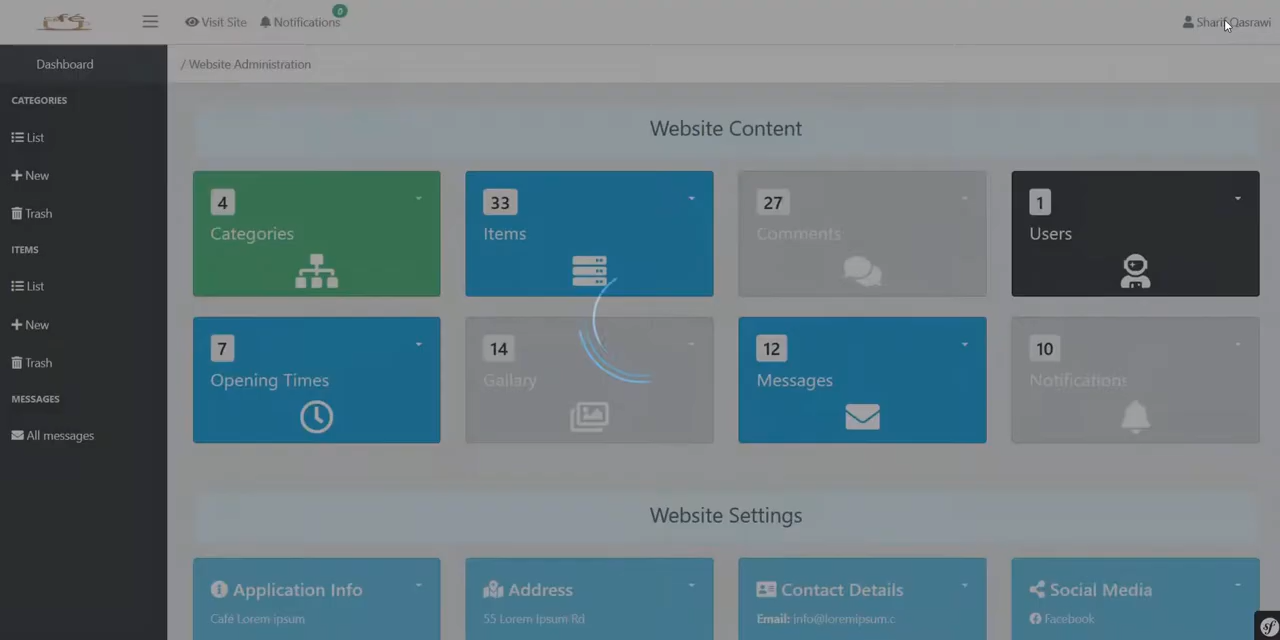 Visit Site
Notifications
0
Sharif Qasrawi
Dashboard
/ Website Administration
CATEGORIES
List
New
Trash
ITEMS
List
New
Trash
MESSAGES
All messages
Website Content
4
Categories
33
Items
27
Comments
1
Users
7
Opening Times
14
Gallary
12
Messages
10
Notifications
Website Settings
Application Info
Café Lorem ipsum
Address
55 Lorem Ipsum Rd
Contact Details
Email: info@loremipsum.c
Social Media
Facebook
sf